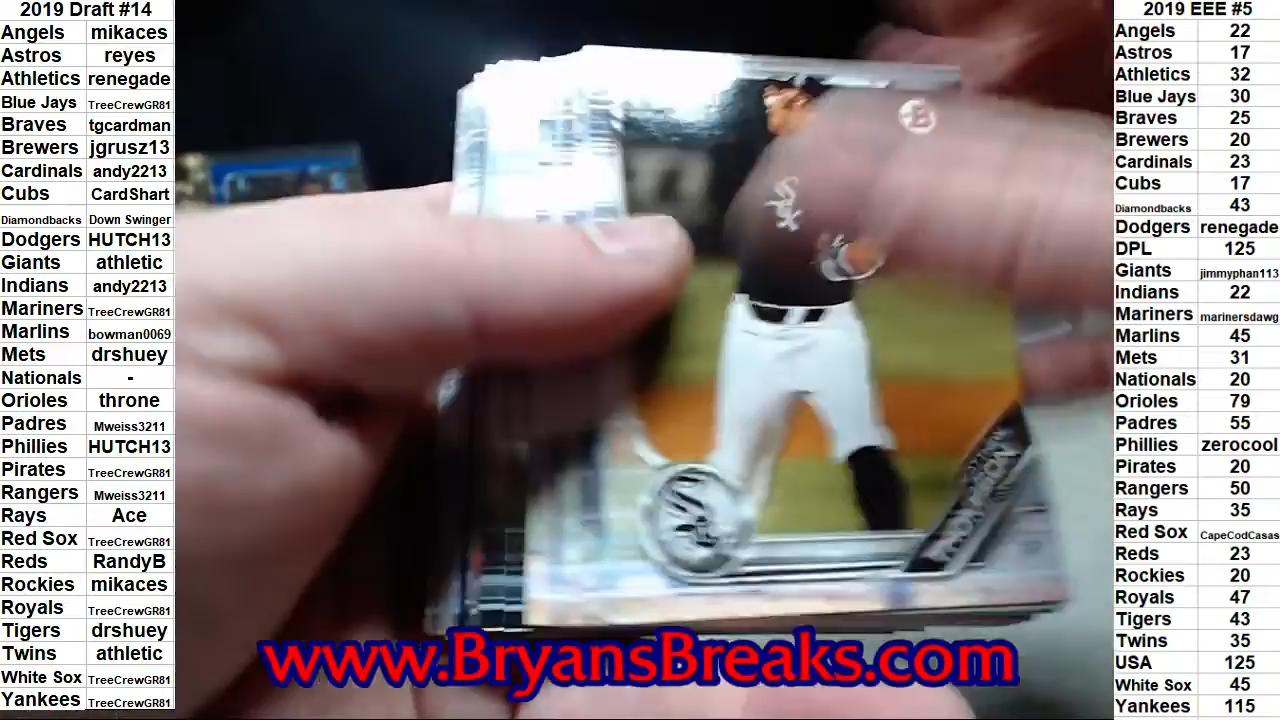 2019 Draft #14
Angels mikaces
Astros reyes
Athletics renegade
Blue Jays TreeCrewGR81
Braves tgcardman
Brewers jgrusz13
Cardinals andy2213
Cubs CardShart
Diamondbacks Down Swinger
Dodgers HUTCH13
Giants athletic
Indians andy2213
Mariners TreeCrewGR81
Marlins bowman0069
Mets drshuey
Nationals -
Orioles throne
Padres Mweiss3211
Phillies HUTCH13
Pirates TreeCrewGR81
Rangers Mweiss3211
Rays Ace
Red Sox TreeCrewGR81
Reds RandyB
Rockies mikaces
Royals TreeCrewGR81
Tigers drshuey
Twins athletic
White Sox TreeCrewGR81
Yankees TreeCrewGR81
B
Sox
Sox
www.BryansBreaks.com
2019 EEE #5
Angels 22
Astros 17
Athletics 32
Blue Jays 30
Braves 25
Brewers 20
Cardinals 23
Cubs 17
Diamondbacks 43
Dodgers renegade
DPL 125
Giants jimmyphan113
Indians 22
Mariners marinersdawg
Marlins 45
Mets 31
Nationals 20
Orioles 79
Padres 55
Phillies zerocool
Pirates 20
Rangers 50
Rays 35
Red Sox CapeCodCasas
Reds 23
Rockies 20
Royals 47
Tigers 43
Twins 35
USA 125
White Sox 45
Yankees 115